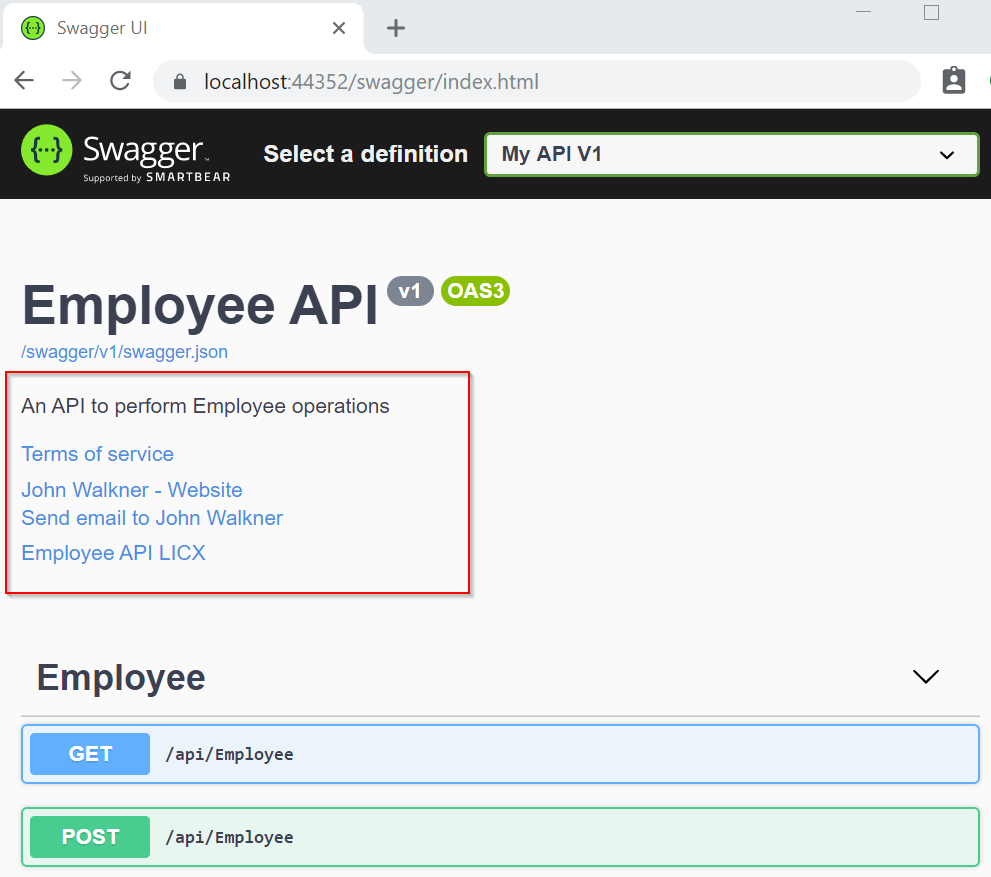 Swagger UI
localhost:44352/swagger/index.html
Swagger™
Supported by SMARTBEAR
Select a definition
My API V1
Employee API v1 OAS3
/swagger/v1/swagger.json
An API to perform Employee operations
Terms of service
John Walkner - Website
Send email to John Walkner
Employee API LICX
Employee
GET /api/Employee
POST /api/Employee